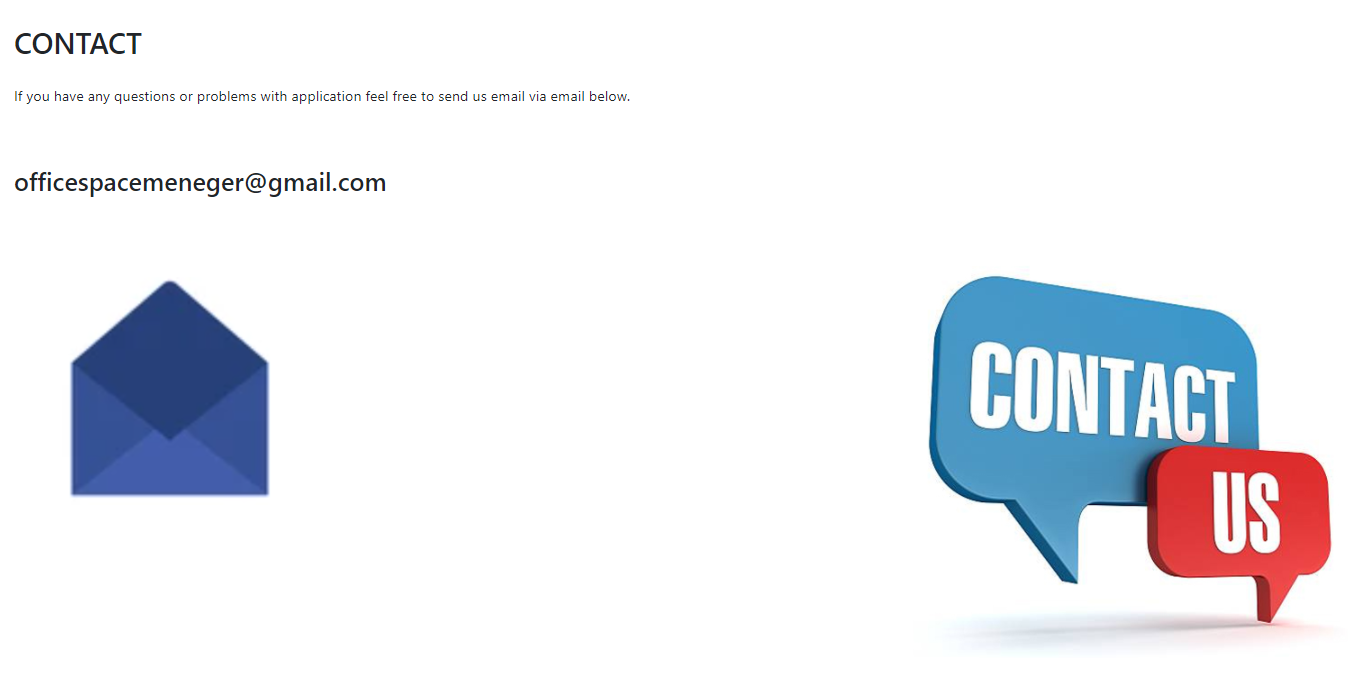 CONTACT
If you have any questions or problems with application feel free to send us email via email below.
officespacemeneger@gmail.com
CONTACT
US